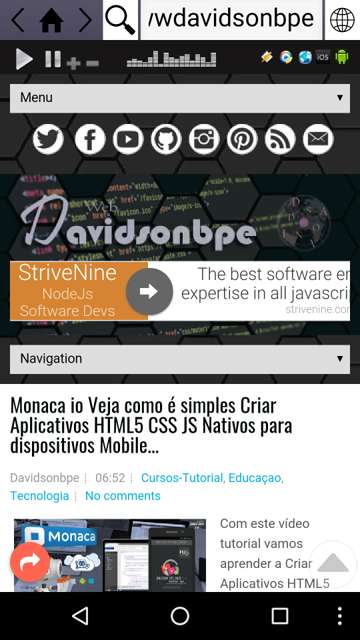 wdavidsonbpe
iOS
Menu
Web
Davidsonbpe
StriveNine
NodeJs
Software Devs
The best software en
expertise in all javascri
strivenine.com
Navigation
Monaca io Veja como é simples Criar
Aplicativos HTML5 CSS JS Nativos para
dispositivos Mobile...
Davidsonbpe | 06:52 | Cursos-Tutorial, Educaçao,
Tecnologia | No comments
Monaca
Com este vídeo
tutorial vamos
aprender a Criar
Aplicativos HTML5